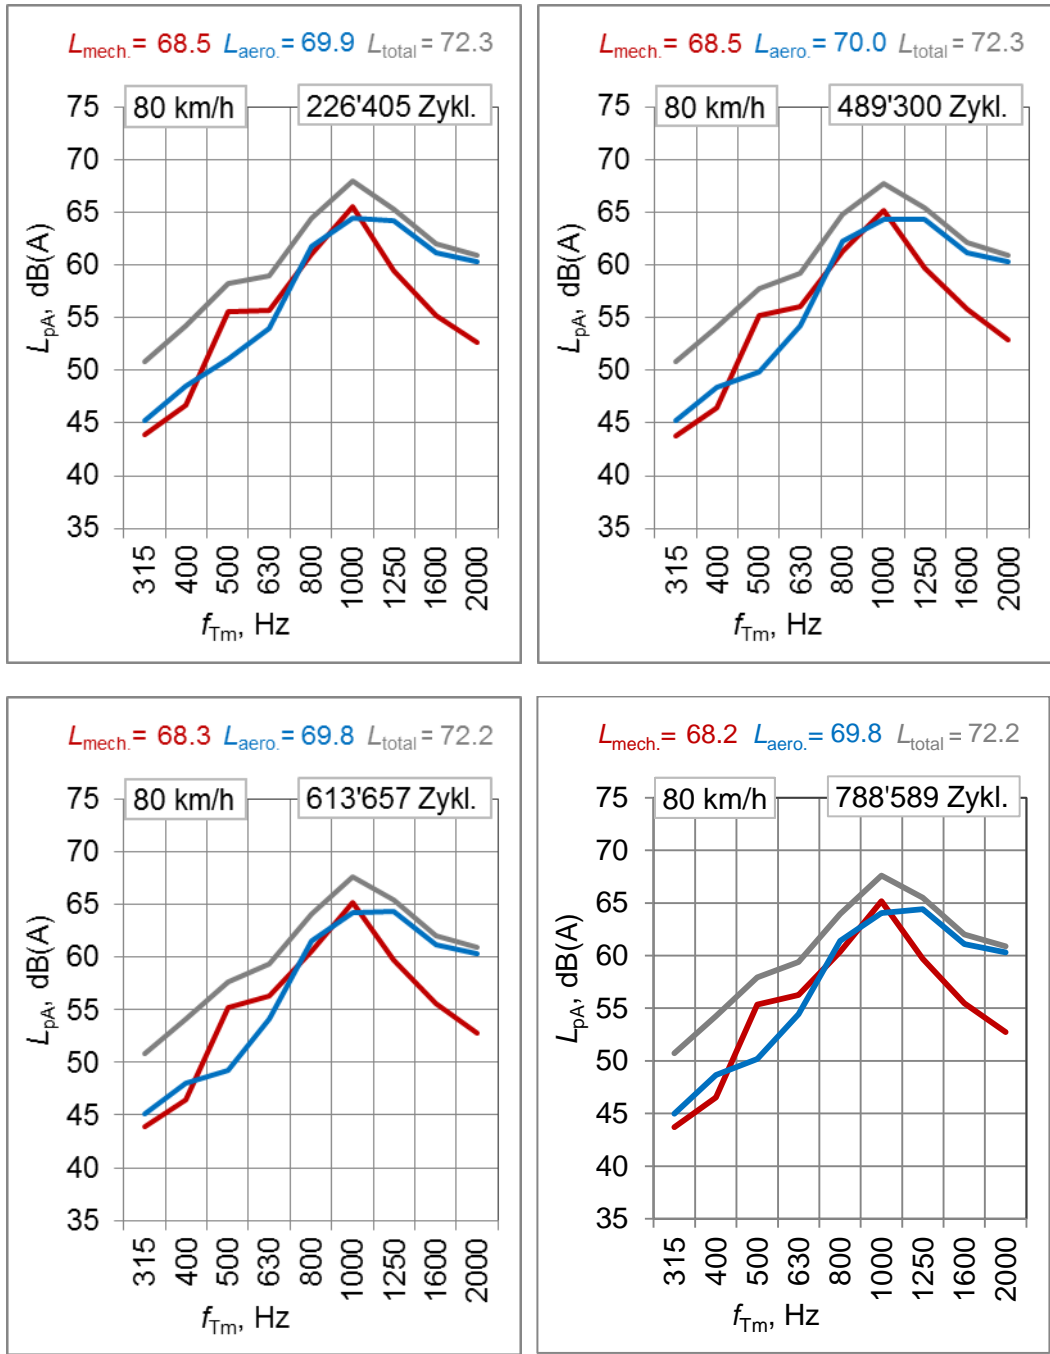 Lmech.= 68.5 Laero.= 69.9 Ltotal = 72.3
80 km/h 226'405 Zykl.
75
70
65
60
55
50
45
40
35
LpA, dB(A)
315 400 500 630 800 1000 1250 1600 2000
fTm, Hz
Lmech.= 68.5 Laero.= 70.0 Ltotal = 72.3
80 km/h 489'300 Zykl.
75
70
65
60
55
50
45
40
35
LpA, dB(A)
315 400 500 630 800 1000 1250 1600 2000
fTm, Hz
Lmech.= 68.3 Laero.= 69.8 Ltotal = 72.2
80 km/h 613'657 Zykl.
75
70
65
60
55
50
45
40
35
LpA, dB(A)
315 400 500 630 800 1000 1250 1600 2000
fTm, Hz
Lmech.= 68.2 Laero.= 69.8 Ltotal = 72.2
80 km/h 788'589 Zykl.
75
70
65
60
55
50
45
40
35
LpA, dB(A)
315 400 500 630 800 1000 1250 1600 2000
fTm, Hz